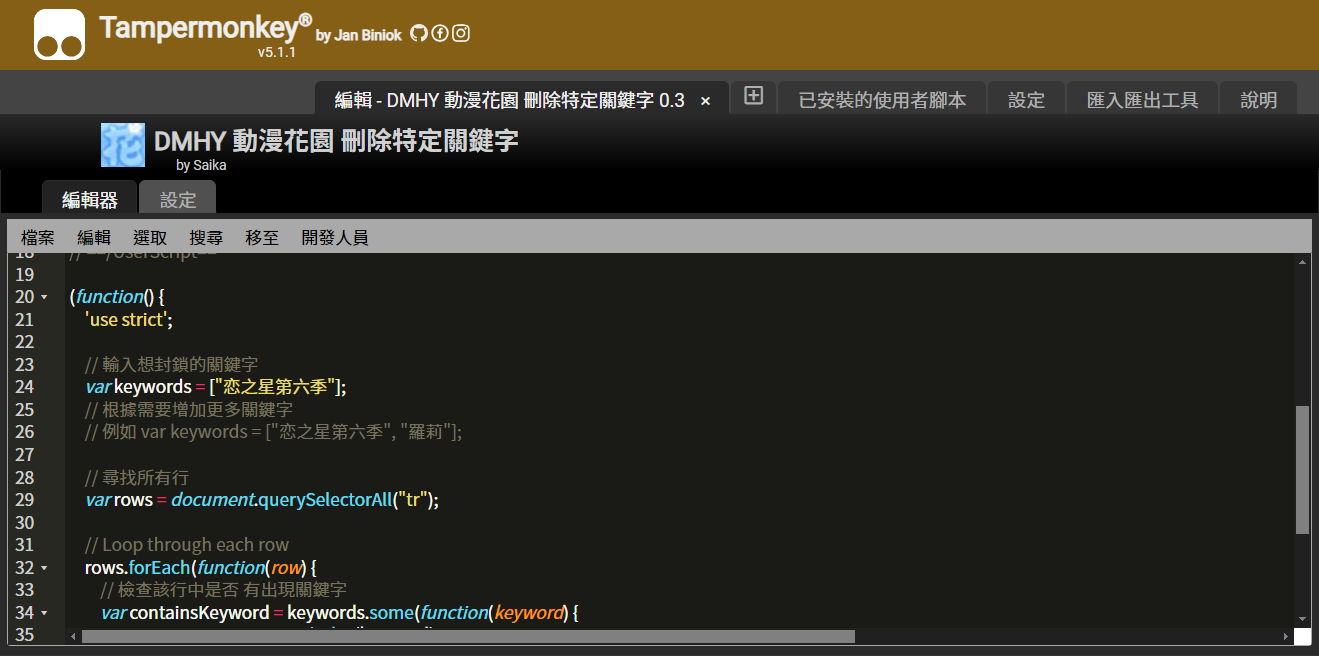 Tampermonkey® by Jan Biniok
v5.1.1
編輯 - DMHY 動漫花園 刪除特定關鍵字 0.3 × 已安裝的使用者腳本 設定 匯入匯出工具 說明
DMHY 動漫花園 刪除特定關鍵字
by Saika
編輯器 設定
檔案 編輯 選取 搜尋 移至 開發人員
18 // ==/UserScript==
19
20 (function() {
21 'use strict';
22
23 // 輸入想封鎖的關鍵字
24 var keywords = ["恋之星第六季"];
25 // 根據需要增加更多關鍵字
26 // 例如 var keywords = ["恋之星第六季", "羅莉"];
27
28 // 尋找所有行
29 var rows = document.querySelectorAll("tr");
30
31 // Loop through each row
32 rows.forEach(function(row) {
33 // 檢查該行中是否 有出現關鍵字
34 var containsKeyword = keywords.some(function(keyword) {
35